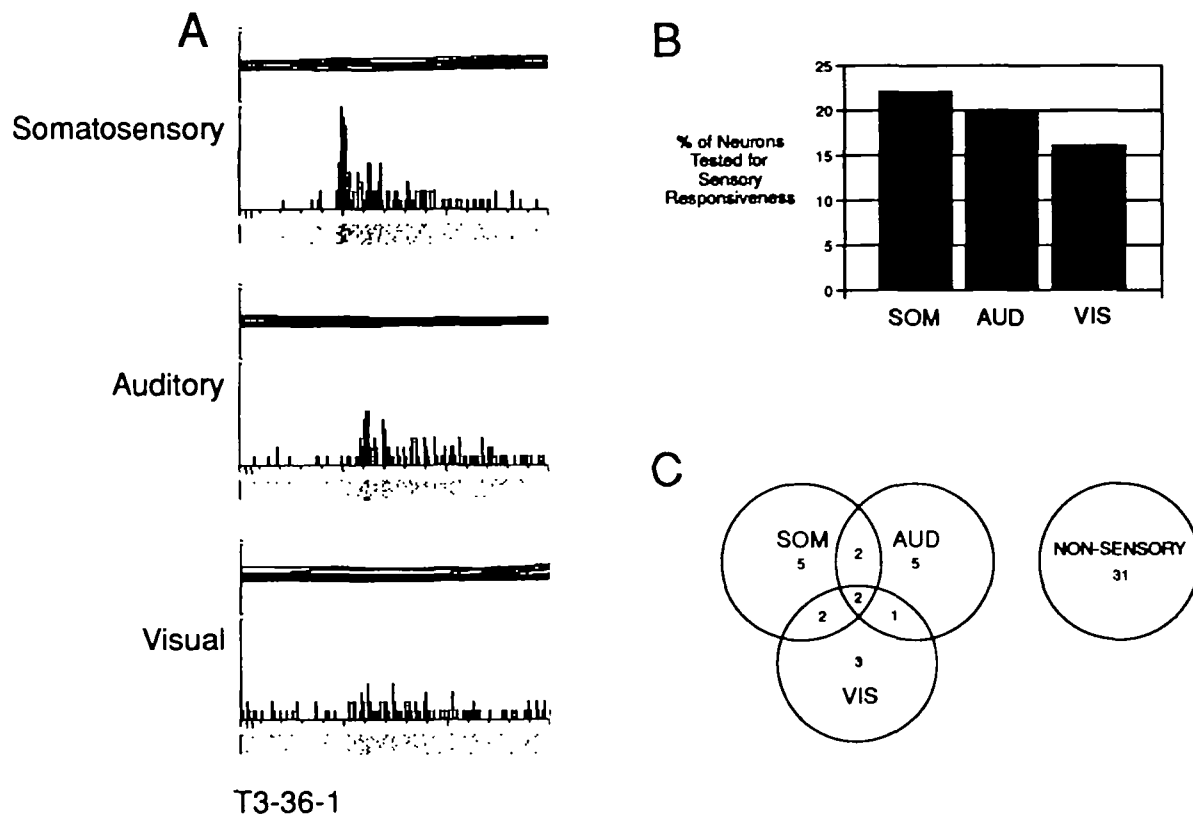 A
Somatosensory
Auditory
Visual
T3-36-1
B
% of Neurons
Tested for
Sensory
Responsiveness
25
20
15
10
5
0
SOM AUD VIS
C
SOM
5
2
AUD
5
2
2
1
3
VIS
NON-SENSORY
31